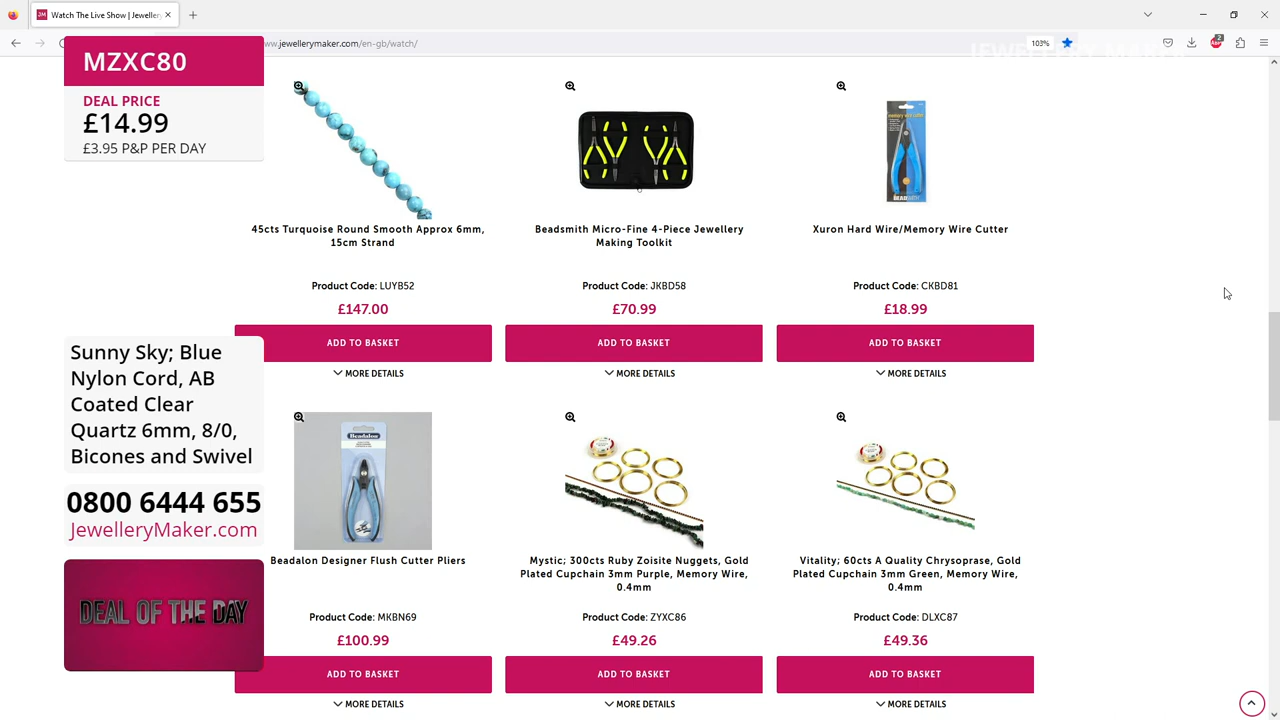 Watch The Live Show | Jewellery
www.jewellerymaker.com/en-gb/watch/
103%
2
JEWELLERY MAKER
MZXC80
DEAL PRICE
£14.99
£3.95 P&P PER DAY
45cts Turquoise Round Smooth Approx 6mm,
15cm Strand
Product Code: LUYB52
£147.00
ADD TO BASKET
MORE DETAILS
Beadsmith Micro-Fine 4-Piece Jewellery
Making Toolkit
Product Code: JKBD58
£70.99
ADD TO BASKET
MORE DETAILS
Xuron Hard Wire/Memory Wire Cutter
Product Code: CKBD81
£18.99
ADD TO BASKET
MORE DETAILS
Sunny Sky; Blue
Nylon Cord, AB
Coated Clear
Quartz 6mm, 8/0,
Bicones and Swivel
0800 6444 655
JewelleryMaker.com
DEAL OF THE DAY
Beadalon
Beadalon Designer Flush Cutter Pliers
Product Code: MKBN69
£100.99
ADD TO BASKET
MORE DETAILS
Mystic; 300cts Ruby Zoisite Nuggets, Gold
Plated Cupchain 3mm Purple, Memory Wire,
0.4mm
Product Code: ZYXC86
£49.26
ADD TO BASKET
MORE DETAILS
Vitality; 60cts A Quality Chrysoprase, Gold
Plated Cupchain 3mm Green, Memory Wire,
0.4mm
Product Code: DLXC87
£49.36
ADD TO BASKET
MORE DETAILS